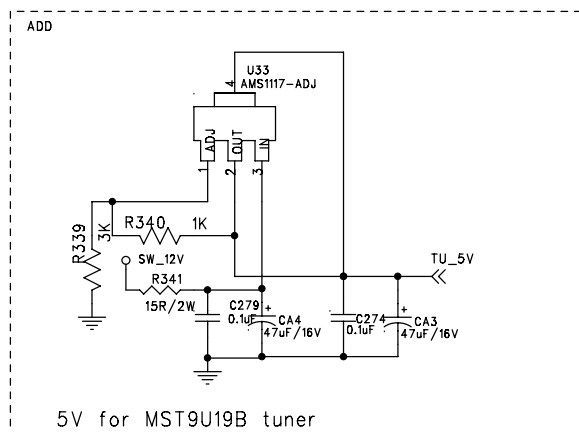 ADD
U33
AMS1117-ADJ
4
ADJ
OUT
IN
1
2
3
R339
3K
R340
1K
SW_12V
R341
15R/2W
C279
0.1uF
+
CA4
47uF/16V
TU_5V
C274
0.1uF
+
CA3
47uF/16V
5V for MST9U19B tuner